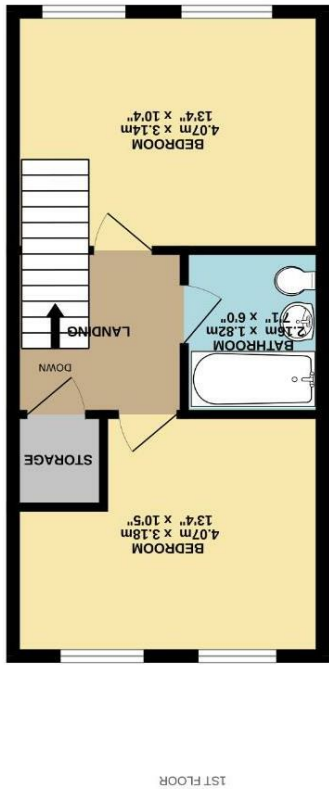 1ST FLOOR
BEDROOM
4.07m x 3.18m
13'4" x 10'5"
STORAGE
DOWN
LANDING
BATHROOM
2.16m x 1.82m
7'1" x 6'0"
BEDROOM
4.07m x 3.14m
13'4" x 10'4"